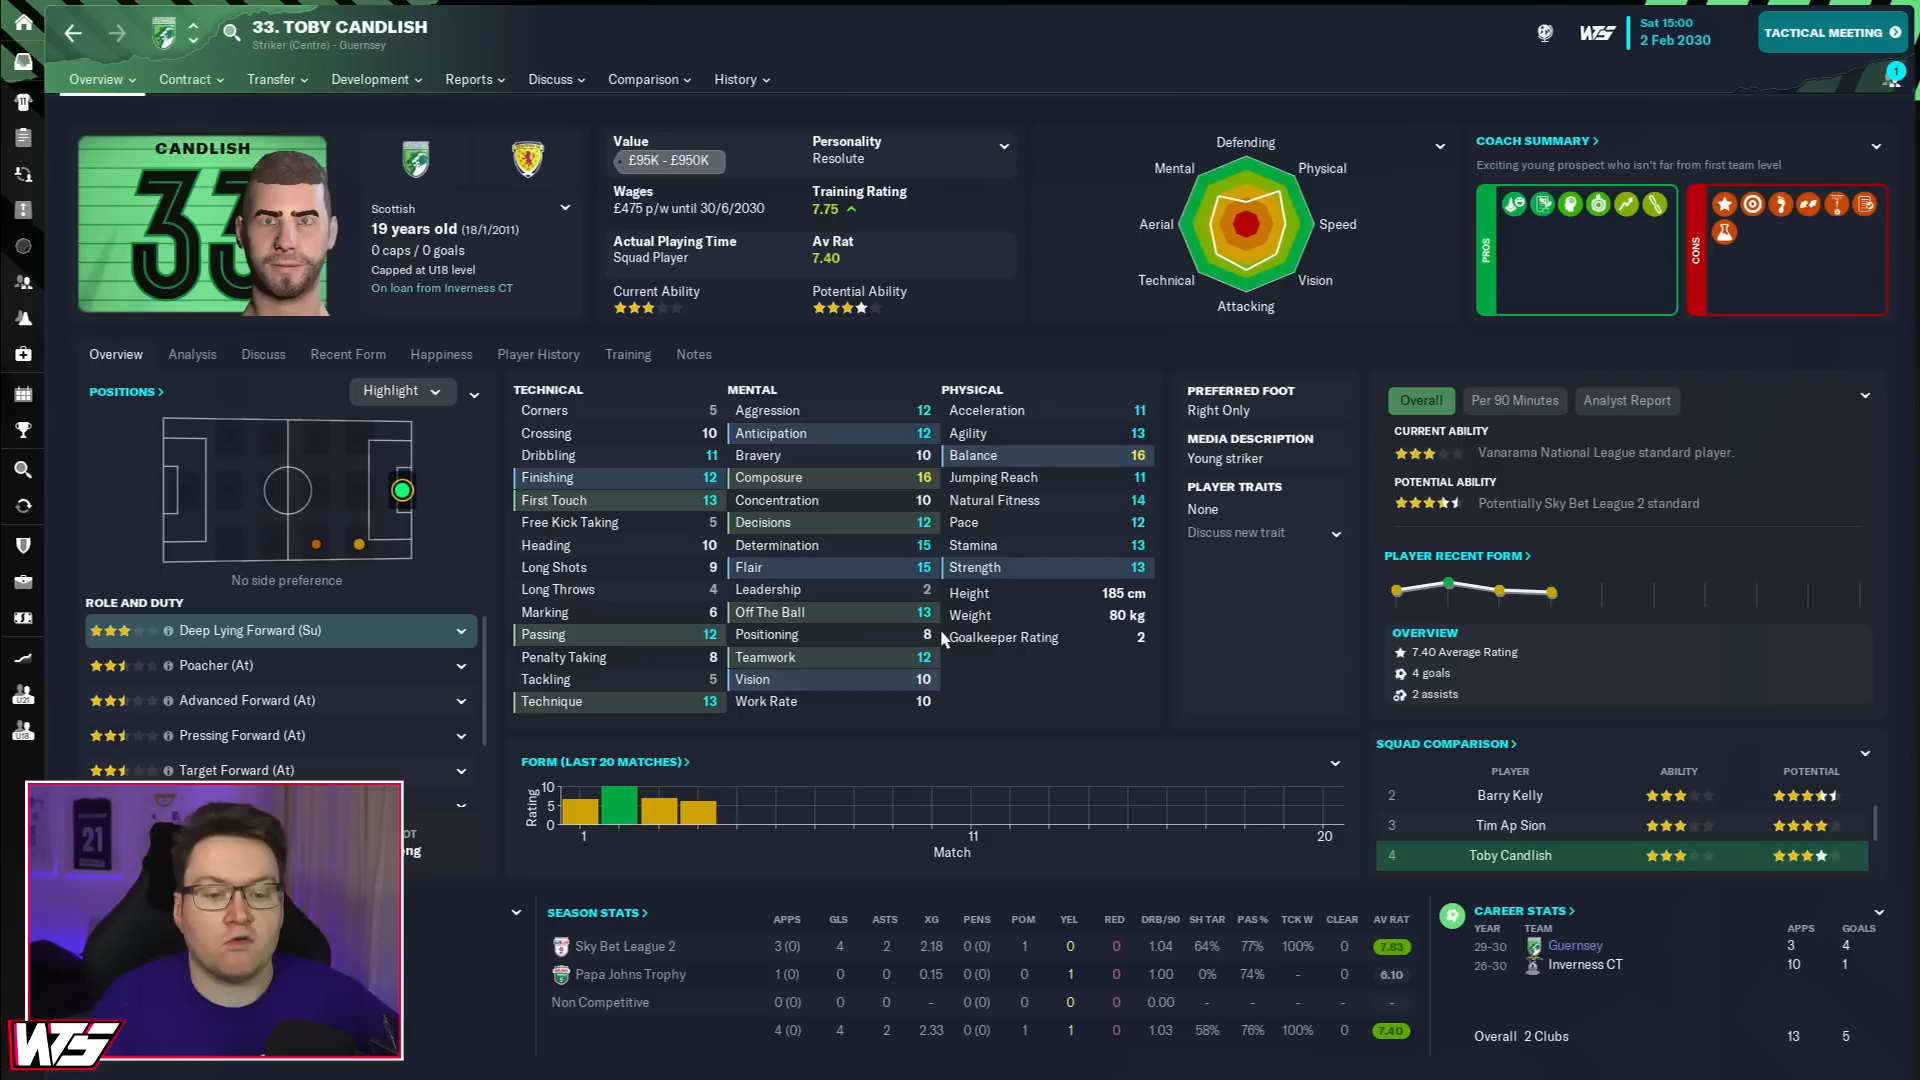 33. TOBY CANDLISH
Striker (Centre) - Guernsey
WTS
Sat 15:00
2 Feb 2030
TACTICAL MEETING
1
Overview
Contract
Transfer
Development
Reports
Discuss
Comparison
History
CANDLISH
33
Scottish
19 years old (18/1/2011)
0 caps / 0 goals
Capped at U18 level
On loan from Inverness CT
Value
£95K - £950K
Personality
Resolute
Wages
£475 p/w until 30/6/2030
Training Rating
7.75
Actual Playing Time
Squad Player
Av Rat
7.40
Current Ability
Potential Ability
Defending
Mental
Physical
Aerial
Speed
Technical
Vision
Attacking
COACH SUMMARY >
Exciting young prospect who isn't far from first team level
PROS
CONS
Overview
Analysis
Discuss
Recent Form
Happiness
Player History
Training
Notes
POSITIONS >
Highlight
No side preference
ROLE AND DUTY
Deep Lying Forward (Su)
Poacher (At)
Advanced Forward (At)
Pressing Forward (At)
Target Forward (At)
TECHNICAL
Corners 5
Crossing 10
Dribbling 11
Finishing 12
First Touch 13
Free Kick Taking 5
Heading 10
Long Shots 9
Long Throws 4
Marking 6
Passing 12
Penalty Taking 8
Tackling 5
Technique 13
MENTAL
Aggression 12
Anticipation 12
Bravery 10
Composure 16
Concentration 10
Decisions 12
Determination 15
Flair 15
Leadership 2
Off The Ball 13
Positioning 8
Teamwork 12
Vision 10
Work Rate 10
PHYSICAL
Acceleration 11
Agility 13
Balance 16
Jumping Reach 11
Natural Fitness 14
Pace 12
Stamina 13
Strength 13
Height 185 cm
Weight 80 kg
Goalkeeper Rating 2
PREFERRED FOOT
Right Only
MEDIA DESCRIPTION
Young striker
PLAYER TRAITS
None
Discuss new trait
Overall
Per 90 Minutes
Analyst Report
CURRENT ABILITY
Vanarama National League standard player.
POTENTIAL ABILITY
Potentially Sky Bet League 2 standard
PLAYER RECENT FORM >
OVERVIEW
7.40 Average Rating
4 goals
2 assists
FORM (LAST 20 MATCHES) >
Rating
10
5
0
1 11 20
Match
SQUAD COMPARISON >
PLAYER ABILITY POTENTIAL
2 Barry Kelly
3 Tim Ap Sion
4 Toby Candlish
U21
U18
21
SEASON STATS >
APPS GLS ASTS XG PENS POM YEL RED DRB/90 SH TAR PAS % TCK W CLEAR AV RAT
Sky Bet League 2 3 (0) 4 2 2.18 0 (0) 1 0 0 1.04 64% 77% 100% 0 7.83
Papa Johns Trophy 1 (0) 0 0 0.15 0 (0) 0 1 0 1.00 0% 74% - 0 6.10
Non Competitive 0 (0) 0 0 - 0 (0) 0 0 0 0.00 - - - - -
4 (0) 4 2 2.33 0 (0) 1 1 0 1.03 58% 76% 100% 0 7.40
CAREER STATS >
YEAR TEAM APPS GOALS
29-30 Guernsey 3 4
26-30 Inverness CT 10 1
Overall 2 Clubs 13 5
WTS